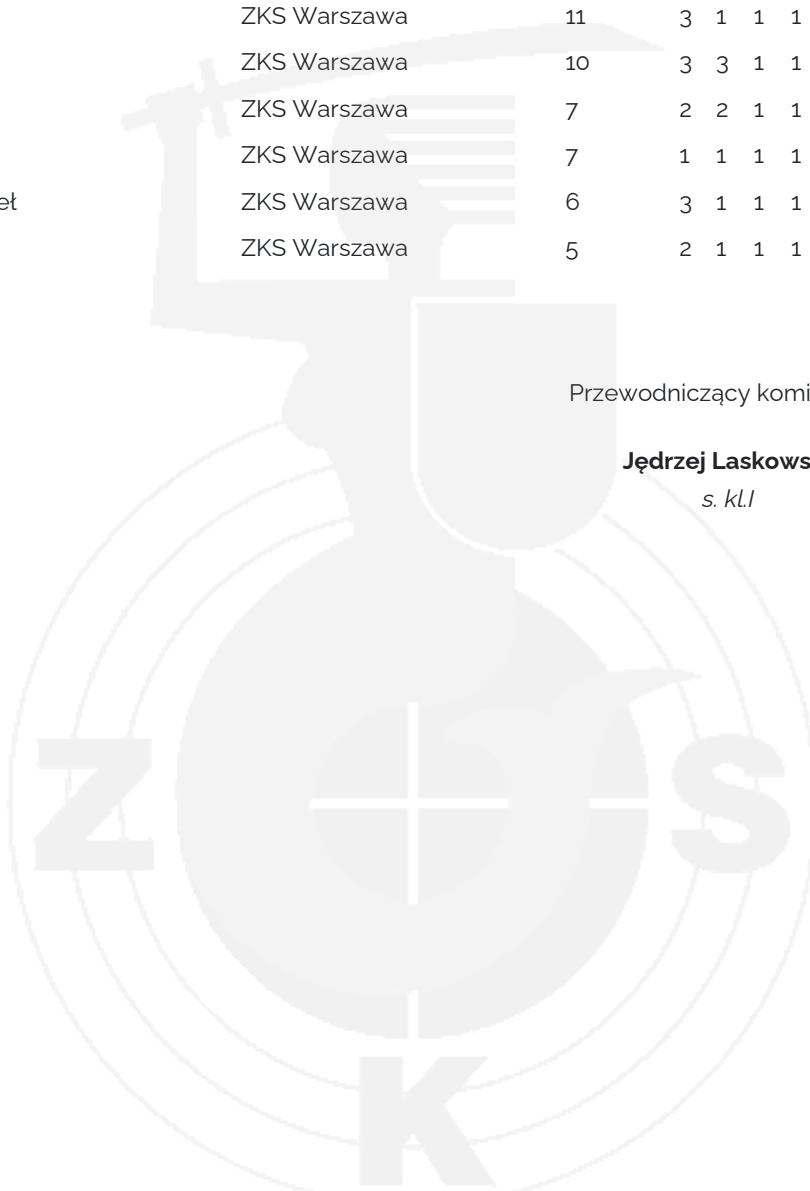 ZKS Warszawa 11 3 1 1 1
ZKS Warszawa 10 3 3 1 1
ZKS Warszawa 7 2 2 1 1
ZKS Warszawa 7 1 1 1 1
eł ZKS Warszawa 6 3 1 1 1
ZKS Warszawa 5 2 1 1 1
Przewodniczący komi
Jędrzej Laskows
s. kl.I
Z S
K